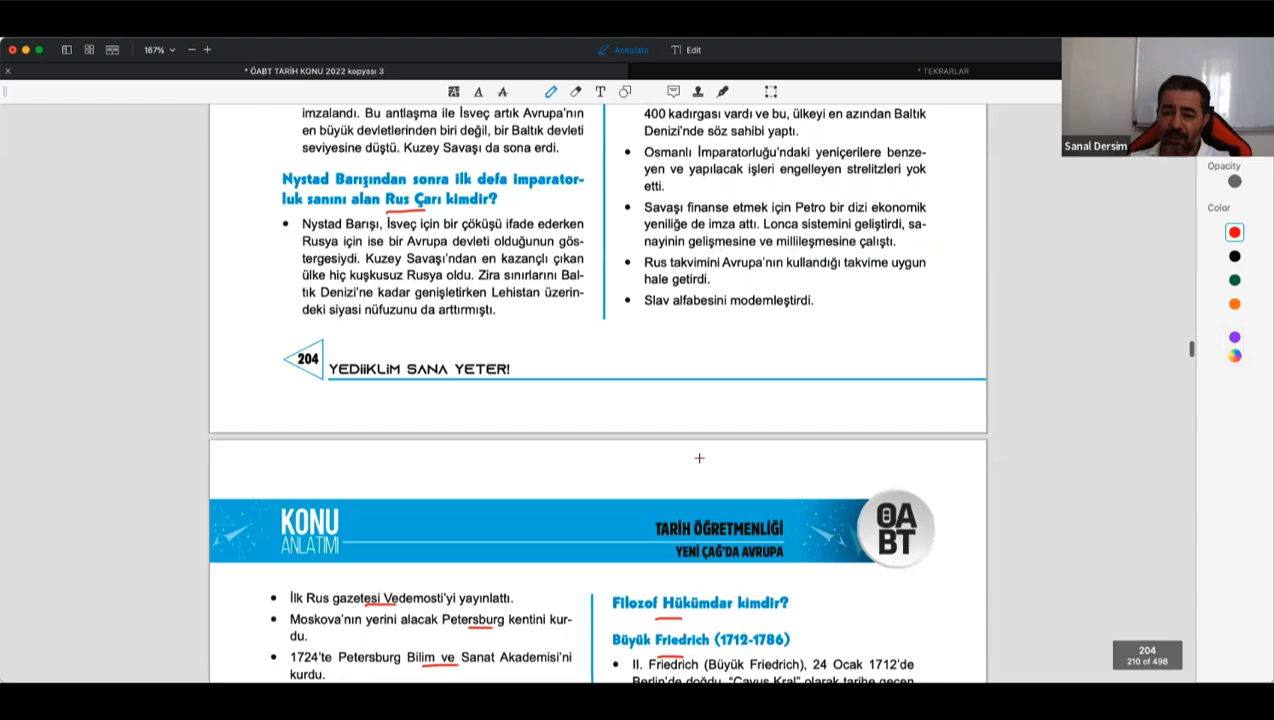 167%
Annotate
Edit
* ÖABT TARİH KONU 2022 kopyası 3
* TEKRARLAR
Sanal Dersim
Opacity
Color
imzalandı. Bu antlaşma ile İsveç artık Avrupa'nın
en büyük devletlerinden biri değil, bir Baltık devleti
seviyesine düştü. Kuzey Savaşı da sona erdi.
Nystad Barışından sonra ilk defa imparator-
luk sanını alan Rus Çarı kimdir?
• Nystad Barışı, İsveç için bir çöküşü ifade ederken
Rusya için ise bir Avrupa devleti olduğunun gös-
tergesiydi. Kuzey Savaşı'ndan en kazançlı çıkan
ülke hiç kuşkusuz Rusya oldu. Zira sınırlarını Bal-
tık Denizi'ne kadar genişletirken Lehistan üzerin-
deki siyasi nüfuzunu da arttırmıştı.
400 kadırgası vardı ve bu, ülkeyi en azından Baltık
Denizi'nde söz sahibi yaptı.
• Osmanlı İmparatorluğu'ndaki yeniçerilere benze-
yen ve yapılacak işleri engelleyen strelitzleri yok
etti.
• Savaşı finanse etmek için Petro bir dizi ekonomik
yeniliğe de imza attı. Lonca sistemini geliştirdi, sa-
nayinin gelişmesine ve millileşmesine çalıştı.
• Rus takvimini Avrupa'nın kullandığı takvime uygun
hale getirdi.
• Slav alfabesini modernleştirdi.
204
YEDiiKLiM SANA YETER!
KONU
ANLATIMI
TARİH ÖĞRETMENLİĞİ
YENİ ÇAĞ'DA AVRUPA
ÖA
BT
• İlk Rus gazetesi Vedemosti'yi yayınlattı.
• Moskova'nın yerini alacak Petersburg kentini kur-
du.
• 1724'te Petersburg Bilim ve Sanat Akademisi'ni
kurdu.
Filozof Hükümdar kimdir?
Büyük Friedrich (1712-1786)
• II. Friedrich (Büyük Friedrich), 24 Ocak 1712'de
Berlin'de doğdu. "Çavuş Kral" olarak tarihe geçen
204
210 of 498